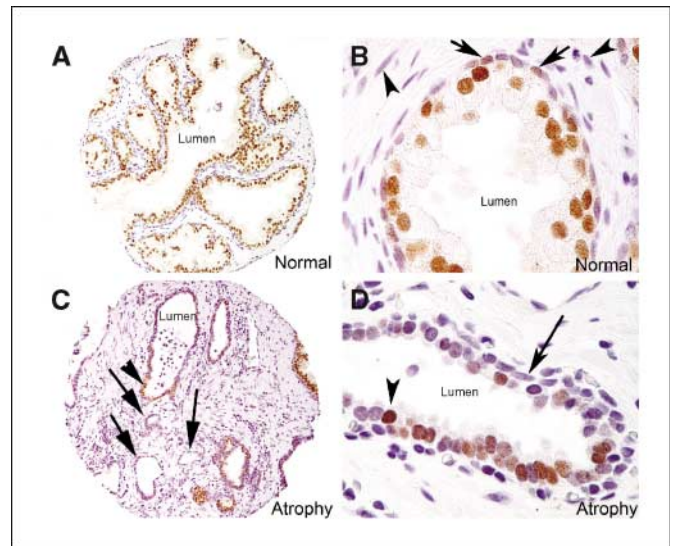 A
Lumen
Normal
B
Lumen
Normal
C
Lumen
Atrophy
D
Lumen
Atrophy